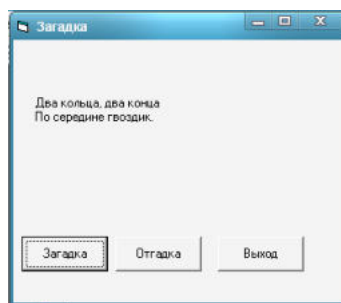 Загадка
Два кольца, два конца
По середине гвоздик.
Загадка Отгадка Выход